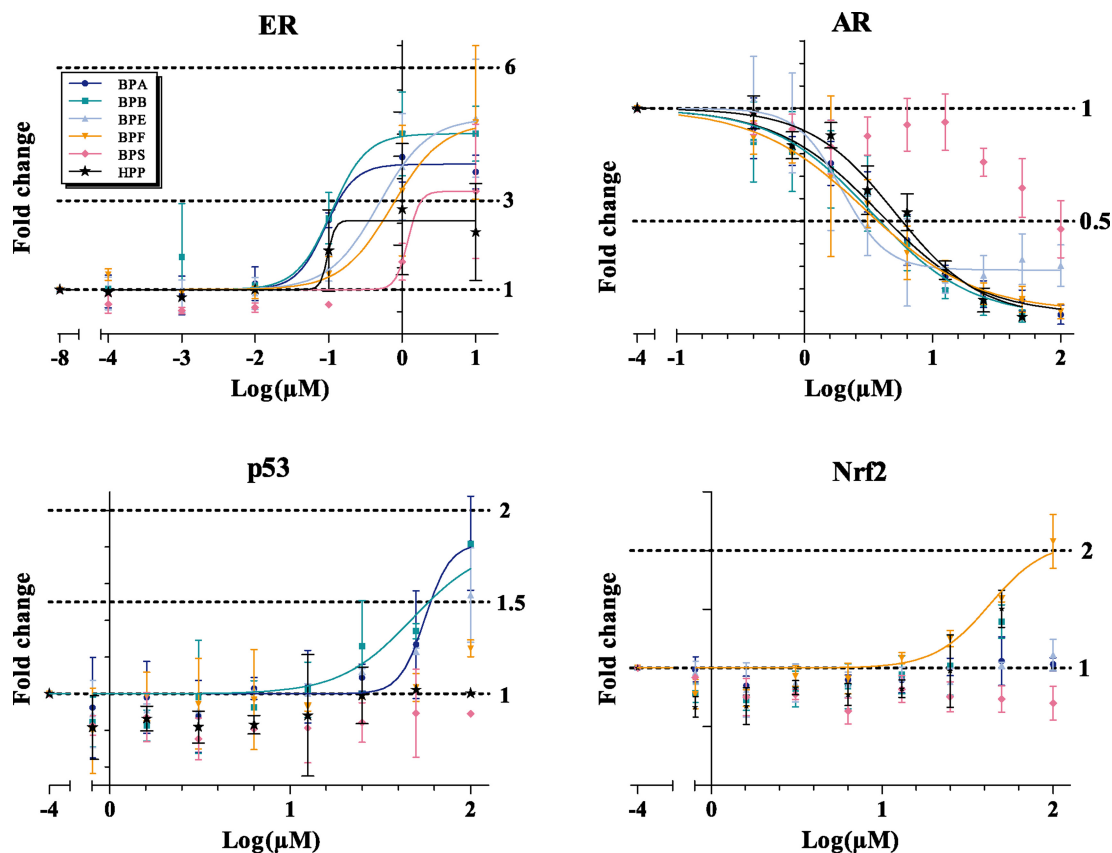 ER
Fold change
6
3
1
BPA
BPB
BPE
BPF
BPS
HPP
-8 -4 -3 -2 -1 0 1
Log(μM)
AR
Fold change
1
0.5
-4 -1 0 1 2
Log(μM)
p53
Fold change
2
1.5
1
-4 0 1 2
Log(μM)
Nrf2
Fold change
2
1
-4 0 1 2
Log(μM)